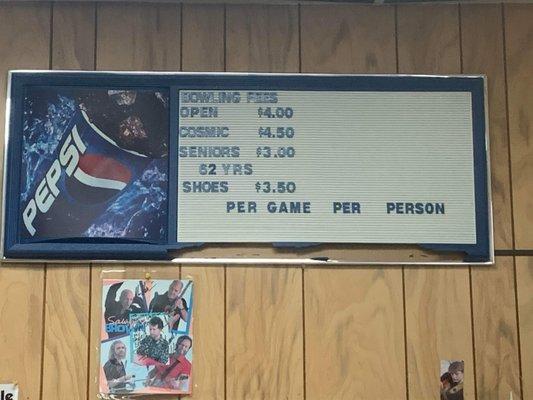 PEPSI
BOWLING FEES
OPEN $4.00
COSMIC $4.50
SENIORS $3.00
62 YRS
SHOES $3.50
PER GAME PER PERSON